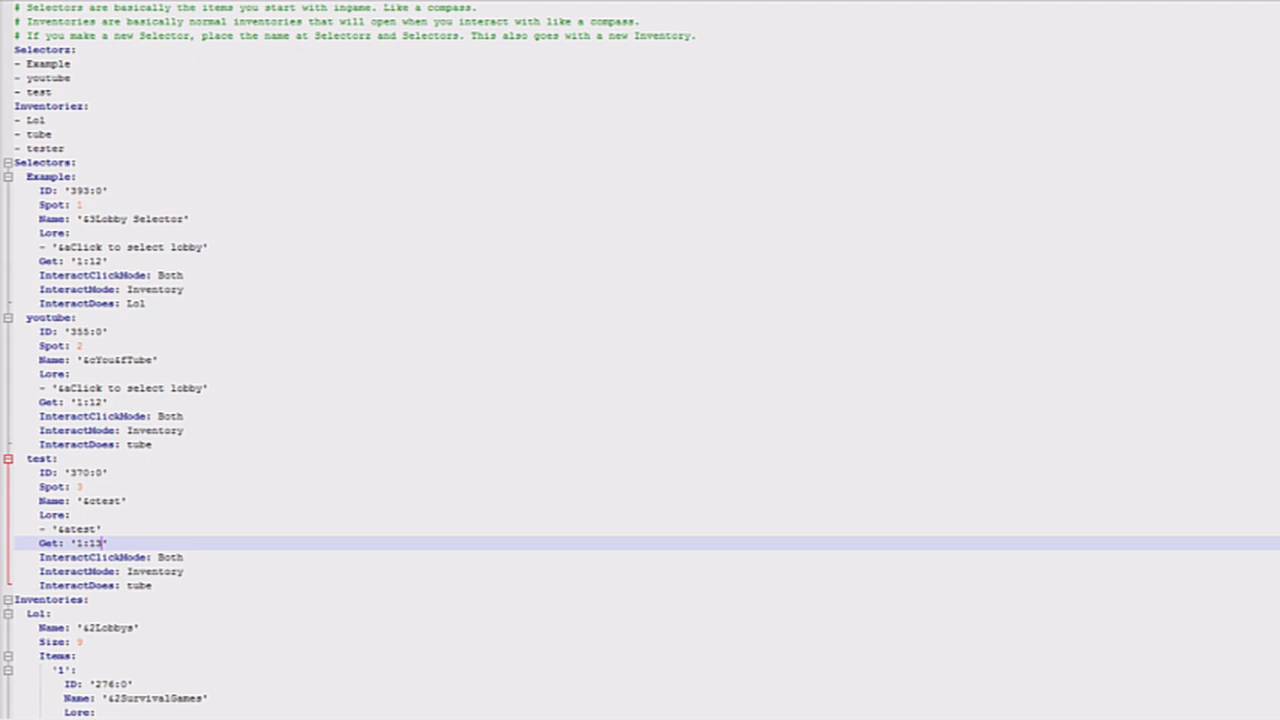 # Selectors are basically the items you start with ingame. Like a compass.
# Inventories are basically normal inventories that will open when you interact with like a compass.
# If you make a new Selector, place the name at Selectorz and Selectors. This also goes with a new Inventory.
Selectorz:
- Example
- youtube
- test
Inventoriez:
- Lol
- tube
- tester
Selectors:
  Example:
    ID: '393:0'
    Spot: 1
    Name: '&3Lobby Selector'
    Lore:
    - '&aClick to select lobby'
    Get: '1:12'
    InteractClickMode: Both
    InteractMode: Inventory
    InteractDoes: Lol
  youtube:
    ID: '355:0'
    Spot: 2
    Name: '&cYou&fTube'
    Lore:
    - '&aClick to select lobby'
    Get: '1:12'
    InteractClickMode: Both
    InteractMode: Inventory
    InteractDoes: tube
  test:
    ID: '370:0'
    Spot: 3
    Name: '&ctest'
    Lore:
    - '&atest'
    Get: '1:13'
    InteractClickMode: Both
    InteractMode: Inventory
    InteractDoes: tube
Inventories:
  Lol:
    Name: '&2Lobbys'
    Size: 9
    Items:
      '1':
        ID: '276:0'
        Name: '&2SurvivalGames'
        Lore: